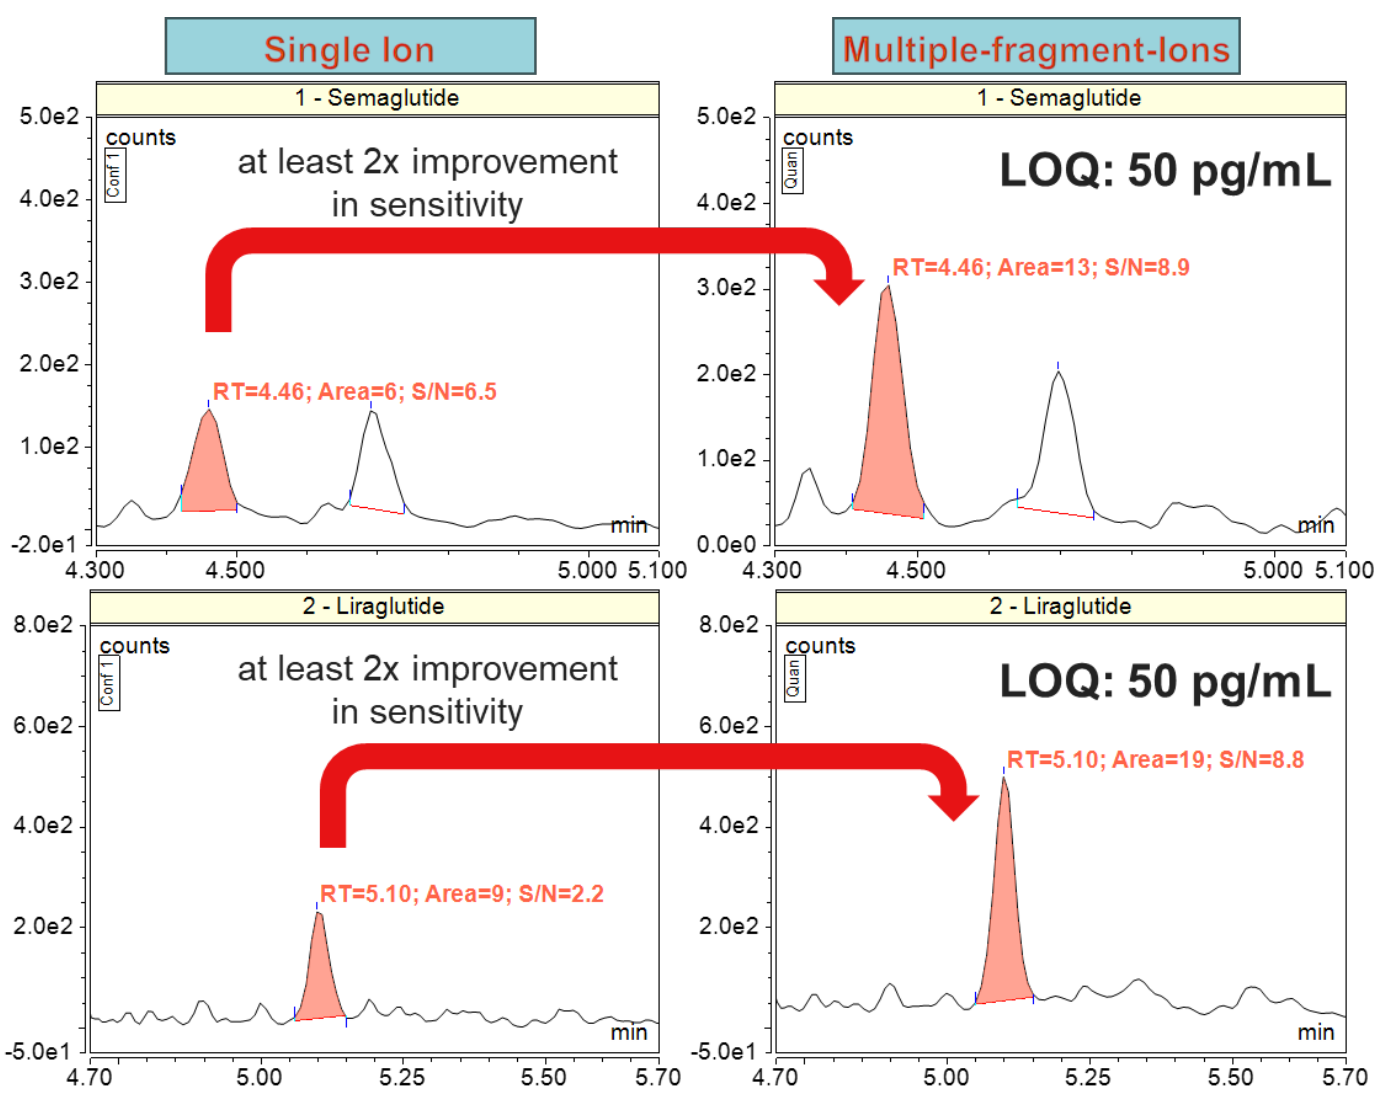 Single Ion
Multiple-fragment-Ions
1 - Semaglutide
5.0e2
4.0e2
3.0e2
2.0e2
1.0e2
-2.0e1
counts
Conf 1
at least 2x improvement
in sensitivity
RT=4.46; Area=6; S/N=6.5
min
4.300
4.500
5.000
5.100
1 - Semaglutide
5.0e2
4.0e2
3.0e2
2.0e2
1.0e2
0.0e0
counts
Quan
LOQ: 50 pg/mL
RT=4.46; Area=13; S/N=8.9
min
4.300
4.500
5.000
5.100
2 - Liraglutide
8.0e2
6.0e2
4.0e2
2.0e2
-5.0e1
counts
Conf 1
at least 2x improvement
in sensitivity
RT=5.10; Area=9; S/N=2.2
min
4.70
5.00
5.25
5.50
5.70
2 - Liraglutide
8.0e2
6.0e2
4.0e2
2.0e2
-5.0e1
counts
Quan
LOQ: 50 pg/mL
RT=5.10; Area=19; S/N=8.8
min
4.70
5.00
5.25
5.50
5.70